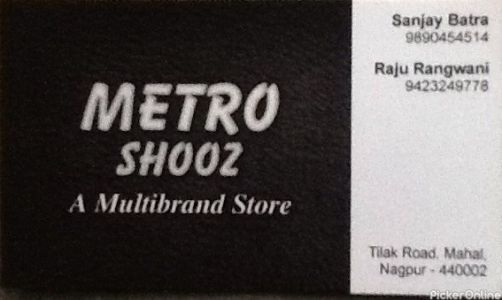 METRO
SHOOZ
A Multibrand Store
Sanjay Batra
9890454514
Raju Rangwani
9423249778
Tilak Road, Mahal,
Nagpur - 440002
PickerOnline